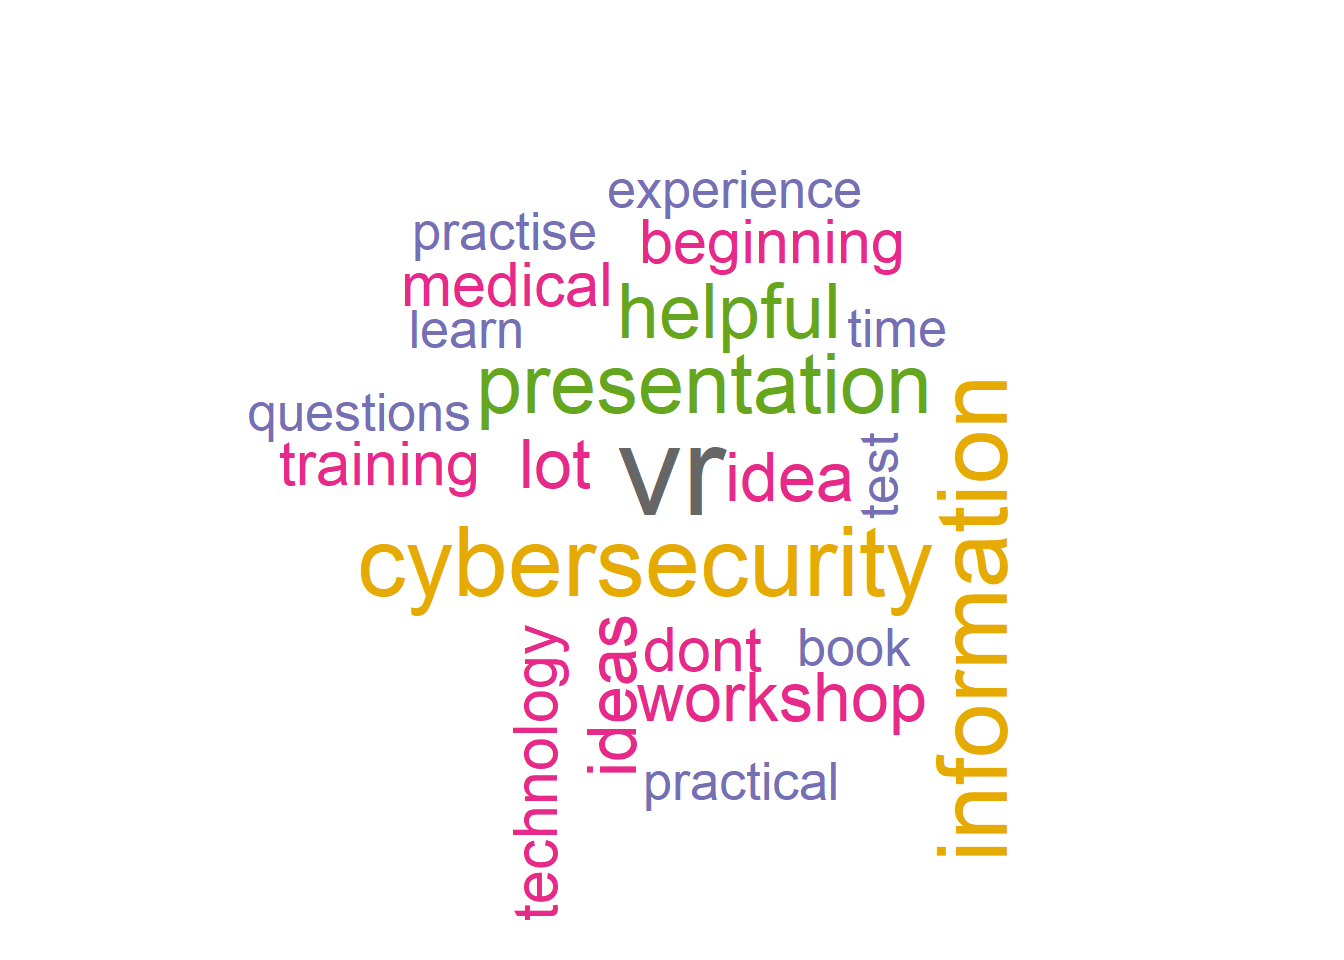 experience
practise
beginning
medical
helpful
learn
time
presentation
questions
training
lot
vr
idea
test
information
cybersecurity
technology
ideas
dont
book
workshop
practical